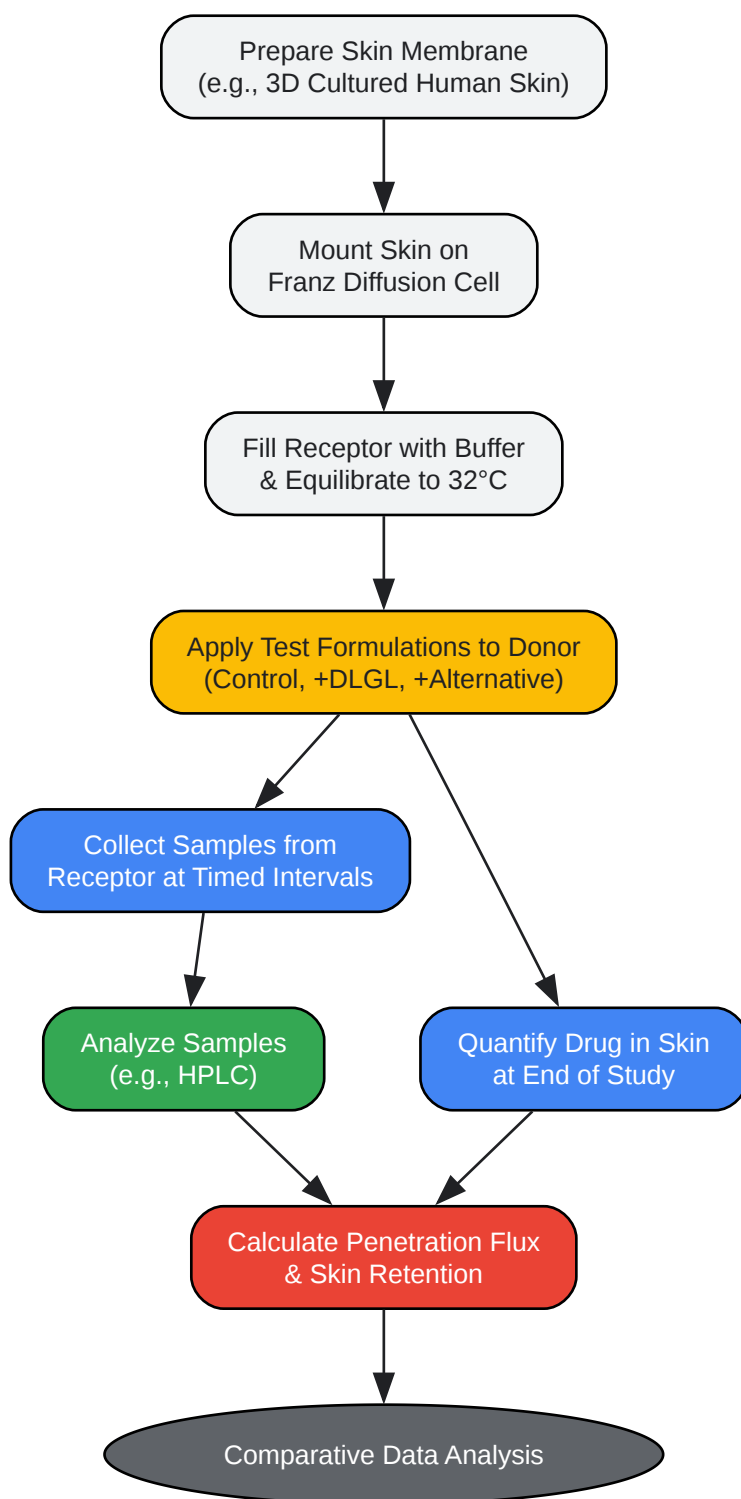 Prepare Skin Membrane
(e.g., 3D Cultured Human Skin)
Mount Skin on
Franz Diffusion Cell
Fill Receptor with Buffer
& Equilibrate to 32°C
Apply Test Formulations to Donor
(Control, +DLGL, +Alternative)
Collect Samples from
Receptor at Timed Intervals
Analyze Samples
(e.g., HPLC)
Quantify Drug in Skin
at End of Study
Calculate Penetration Flux
& Skin Retention
Comparative Data Analysis